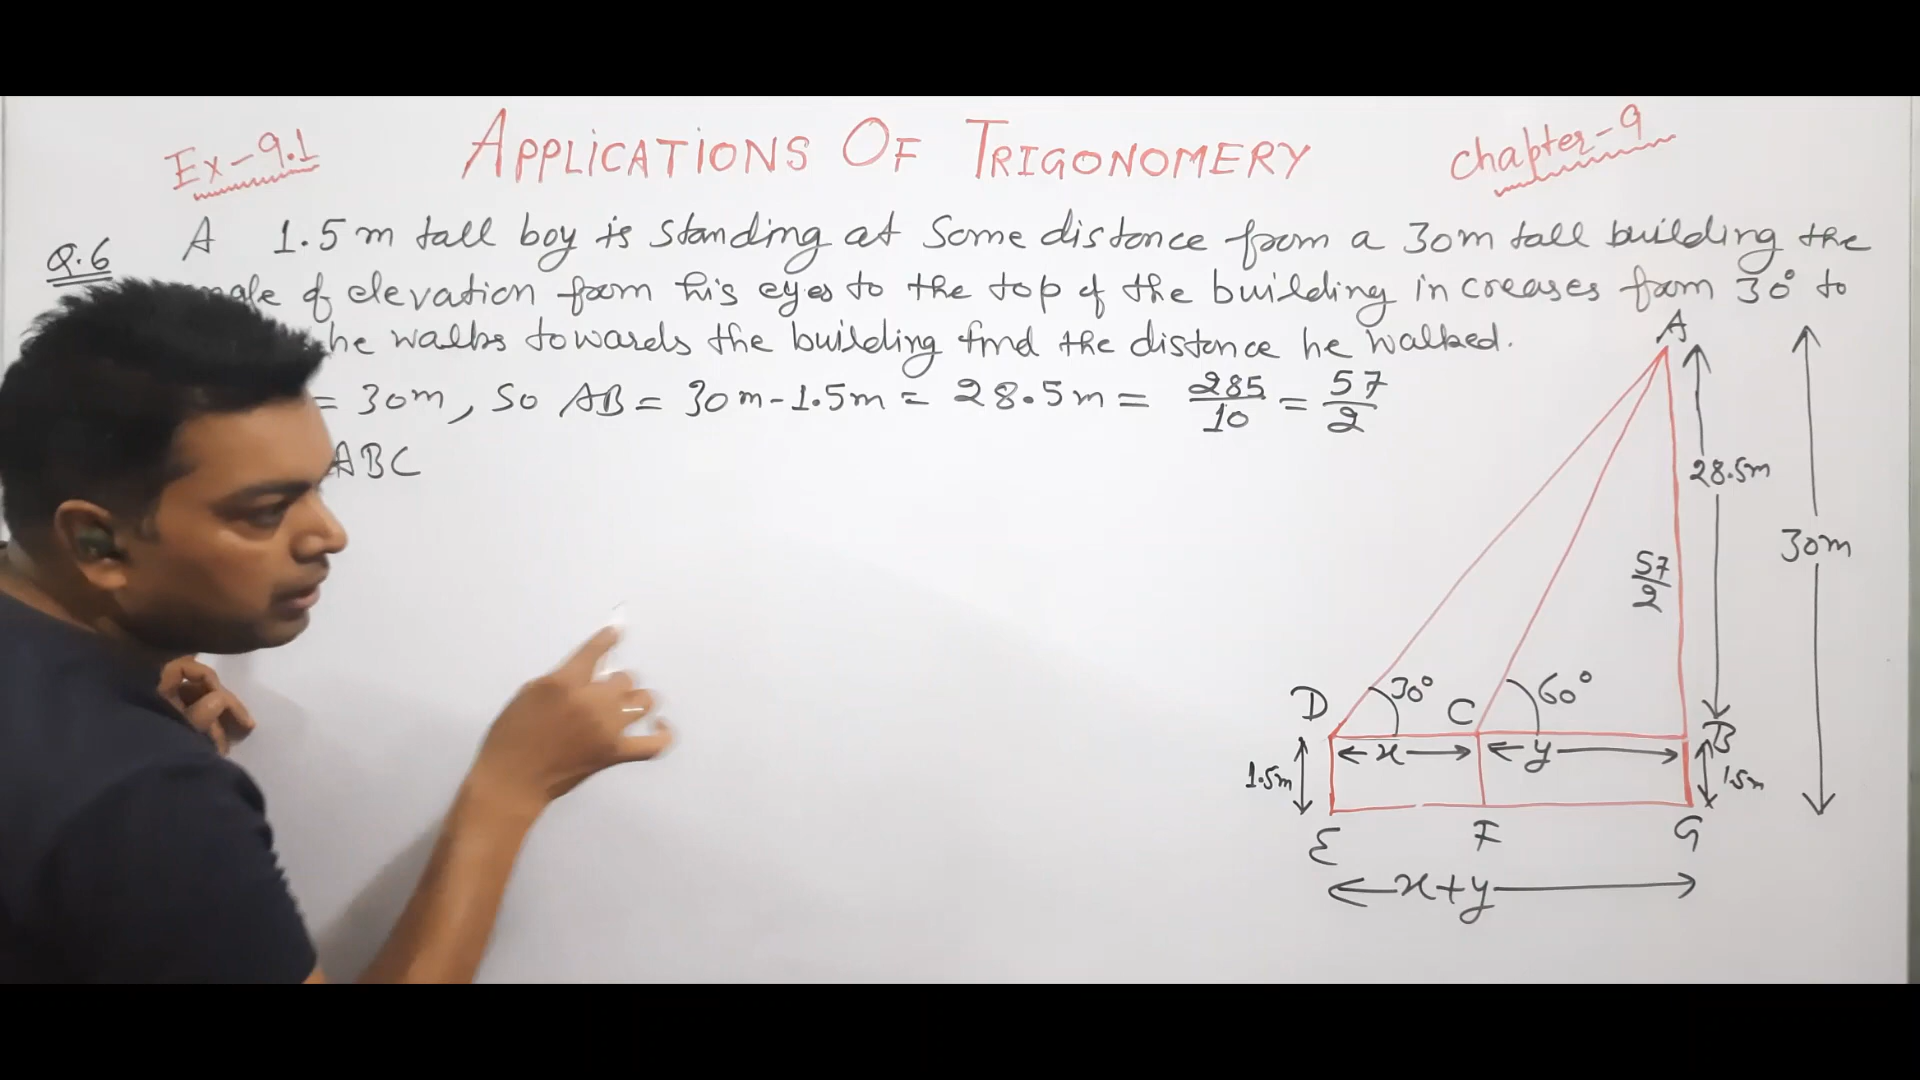 Ex-9.1 APPLICATIONS OF TRIGONOMERY Chapter-9
Q.6 A 1.5m tall boy is standing at some distance from a 30m tall building the
of elevation from his eyes to the top of the building increases from 30° to
he walks towards the building find the distance he walked.
= 30m, So AB = 30m-1.5m = 28.5m = 285/10 = 57/2
ABC
A
28.5m
30m
57/2
D 30° C 60° B
x y
1.5m 1.5m
E F G
x+y